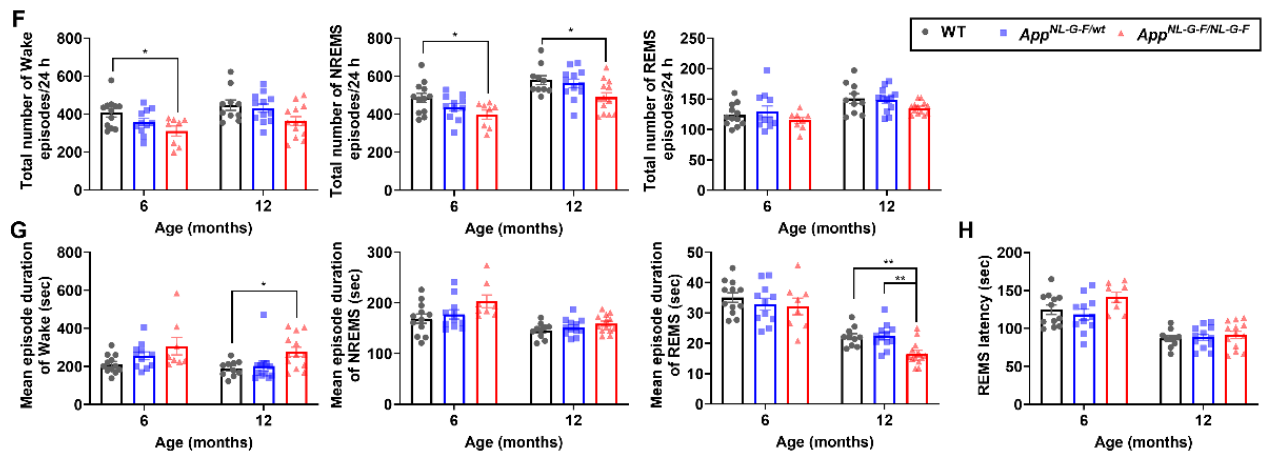 F
WT App^NL-G-F/wt App^NL-G-F/NL-G-F
Total number of Wake
episodes/24 h
800
600
400
200
0
*
6 12
Age (months)
Total number of NREMS
episodes/24 h
800
600
400
200
0
* *
6 12
Age (months)
Total number of REMS
episodes/24 h
250
200
150
100
50
0
6 12
Age (months)
G
Mean episode duration
of Wake (sec)
800
600
400
200
0
*
6 12
Age (months)
Mean episode duration
of NREMS (sec)
300
200
100
0
6 12
Age (months)
Mean episode duration
of REMS (sec)
50
40
30
20
10
0
**
**
6 12
Age (months)
H
REMS latency (sec)
200
150
100
50
0
6 12
Age (months)